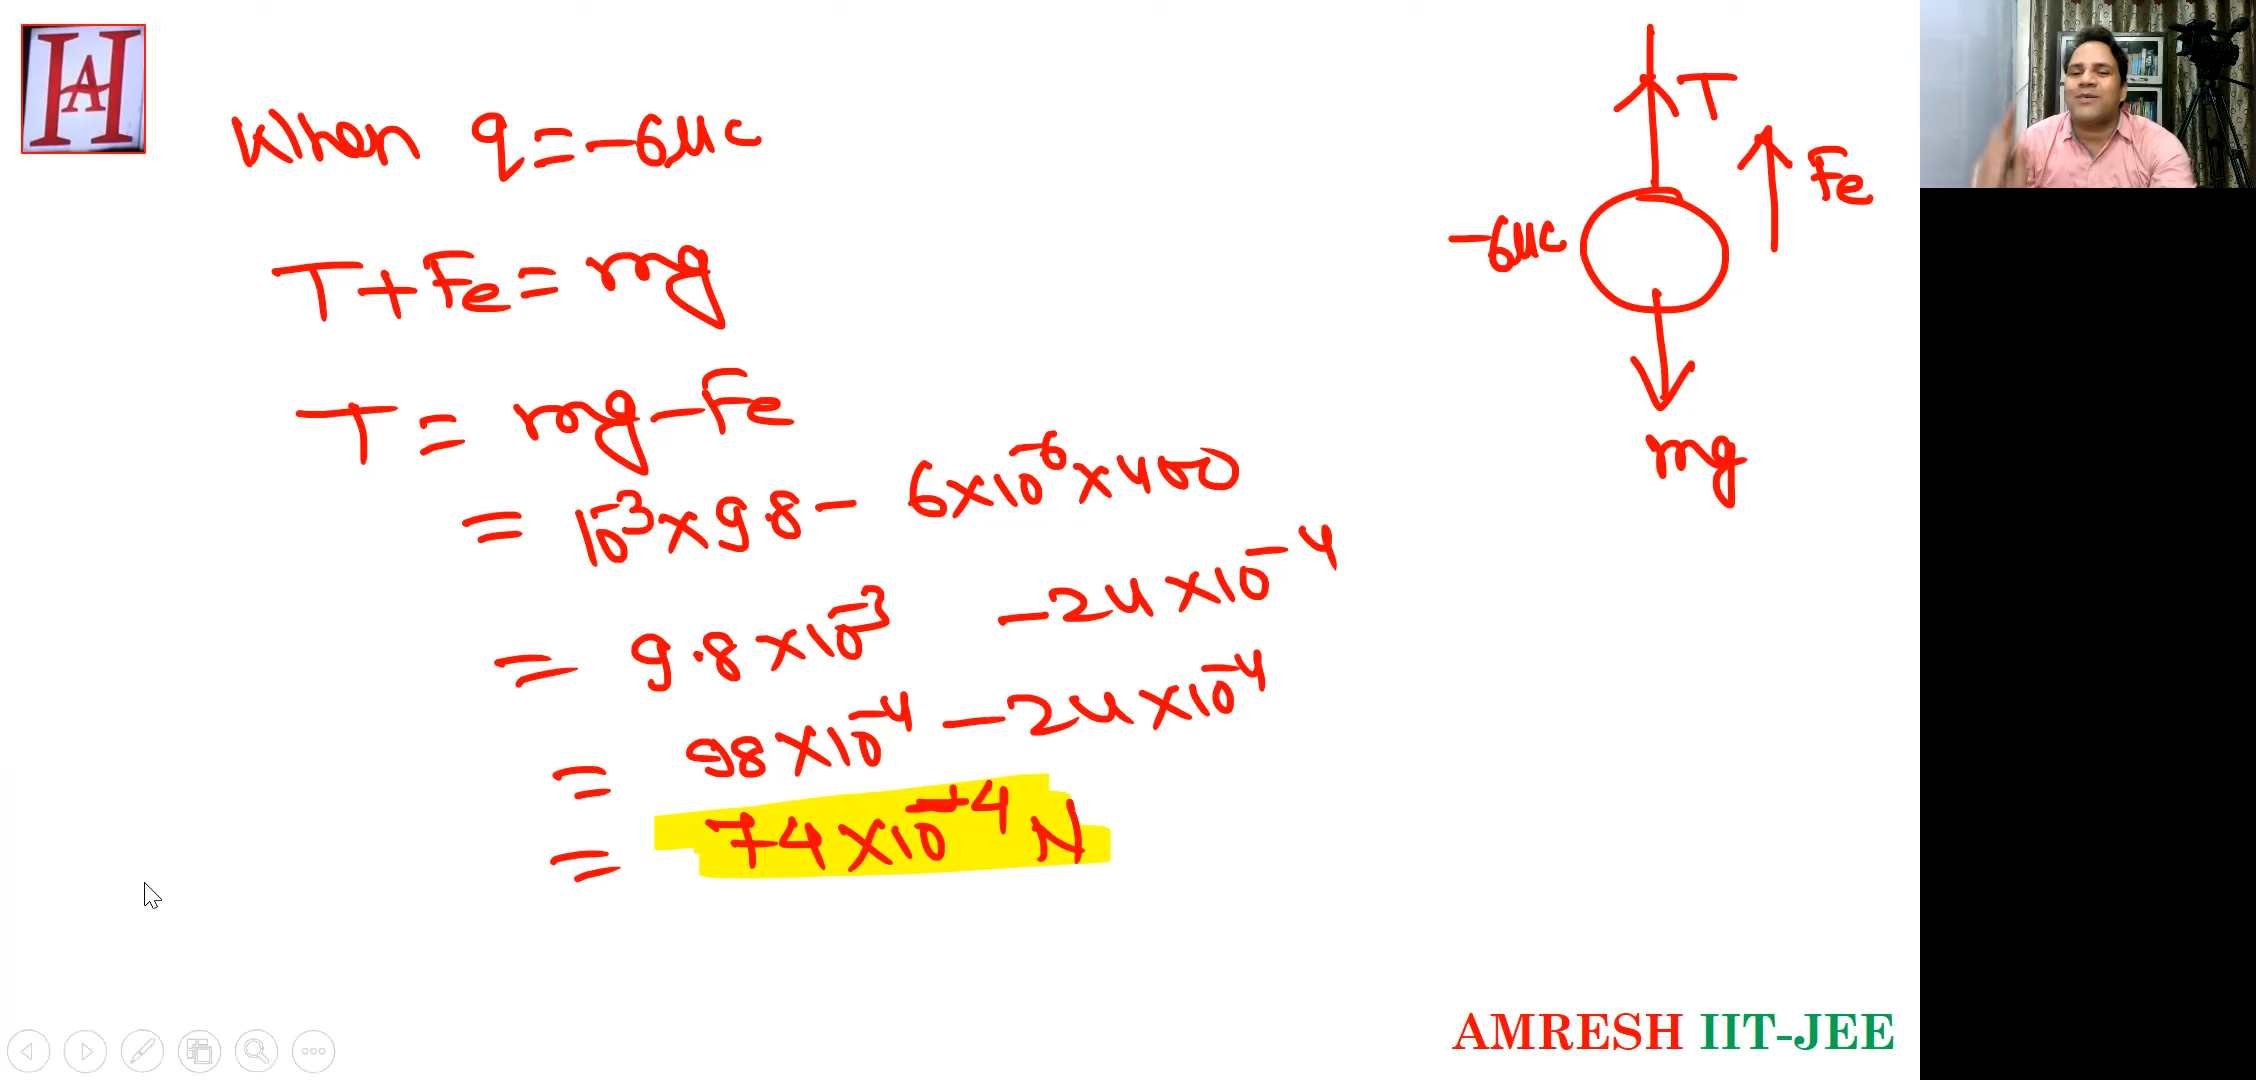 HA
When q = -6μc
T + Fe = mg
T = mg - Fe
= 10⁻³ × 9.8 - 6×10⁻⁶×400
= 9.8×10⁻³ - 24×10⁻⁴
= 98×10⁻⁴ - 24×10⁻⁴
= 74×10⁻⁴ N
T
Fe
-6μc
mg
AMRESH IIT-JEE